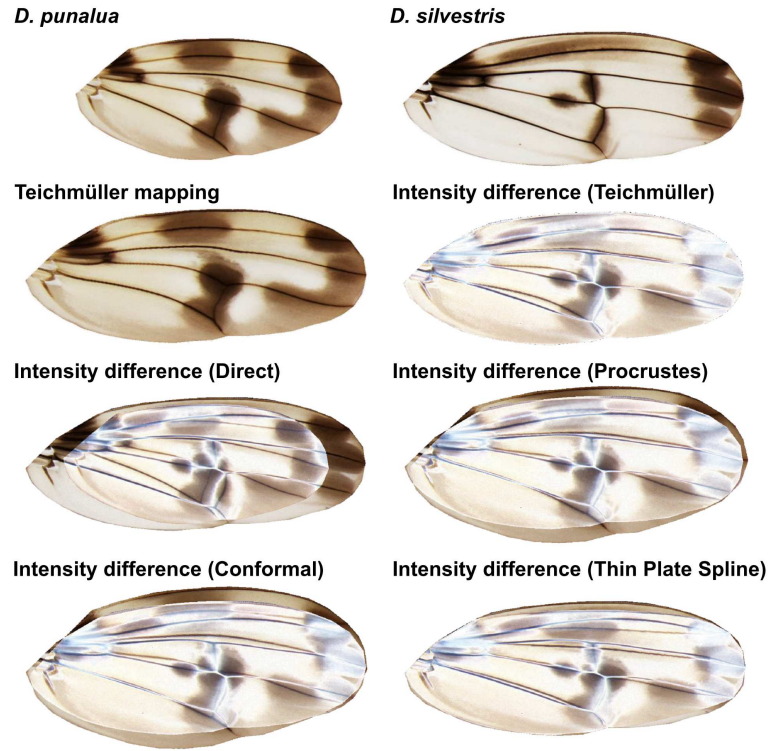 D. punalua
D. silvestris
Teichmüller mapping
Intensity difference (Teichmüller)
Intensity difference (Direct)
Intensity difference (Procrustes)
Intensity difference (Conformal)
Intensity difference (Thin Plate Spline)